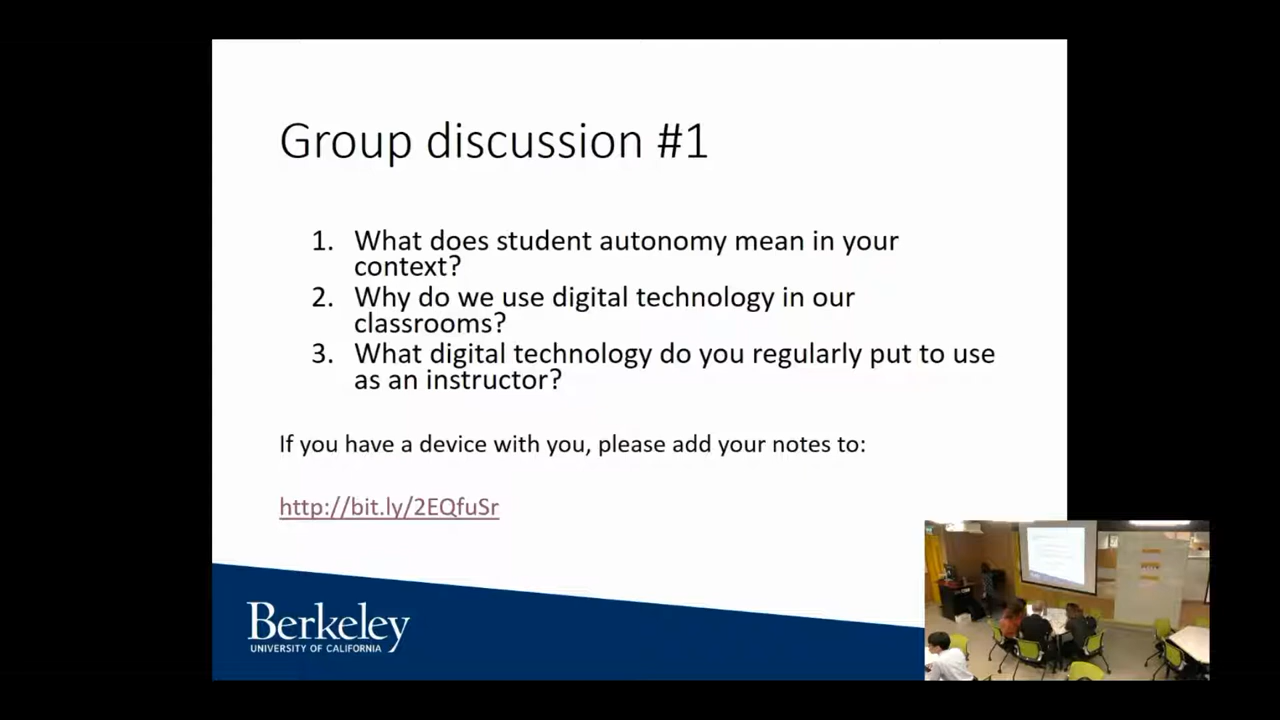 Group discussion #1
1. What does student autonomy mean in your
context?
2. Why do we use digital technology in our
classrooms?
3. What digital technology do you regularly put to use
as an instructor?
If you have a device with you, please add your notes to:
http://bit.ly/2EQfuSr
Berkeley
UNIVERSITY OF CALIFORNIA